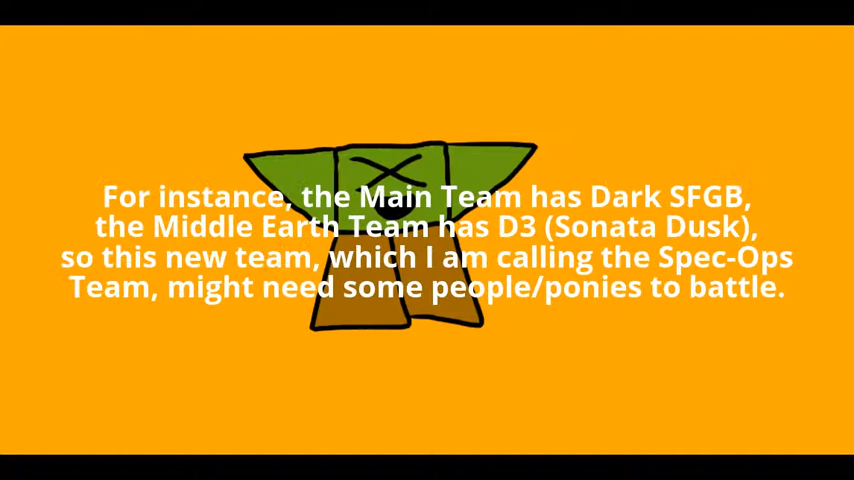 For instance, the Main Team has Dark SFGB,
the Middle Earth Team has D3 (Sonata Dusk),
so this new team, which I am calling the Spec-Ops
Team, might need some people/ponies to battle.